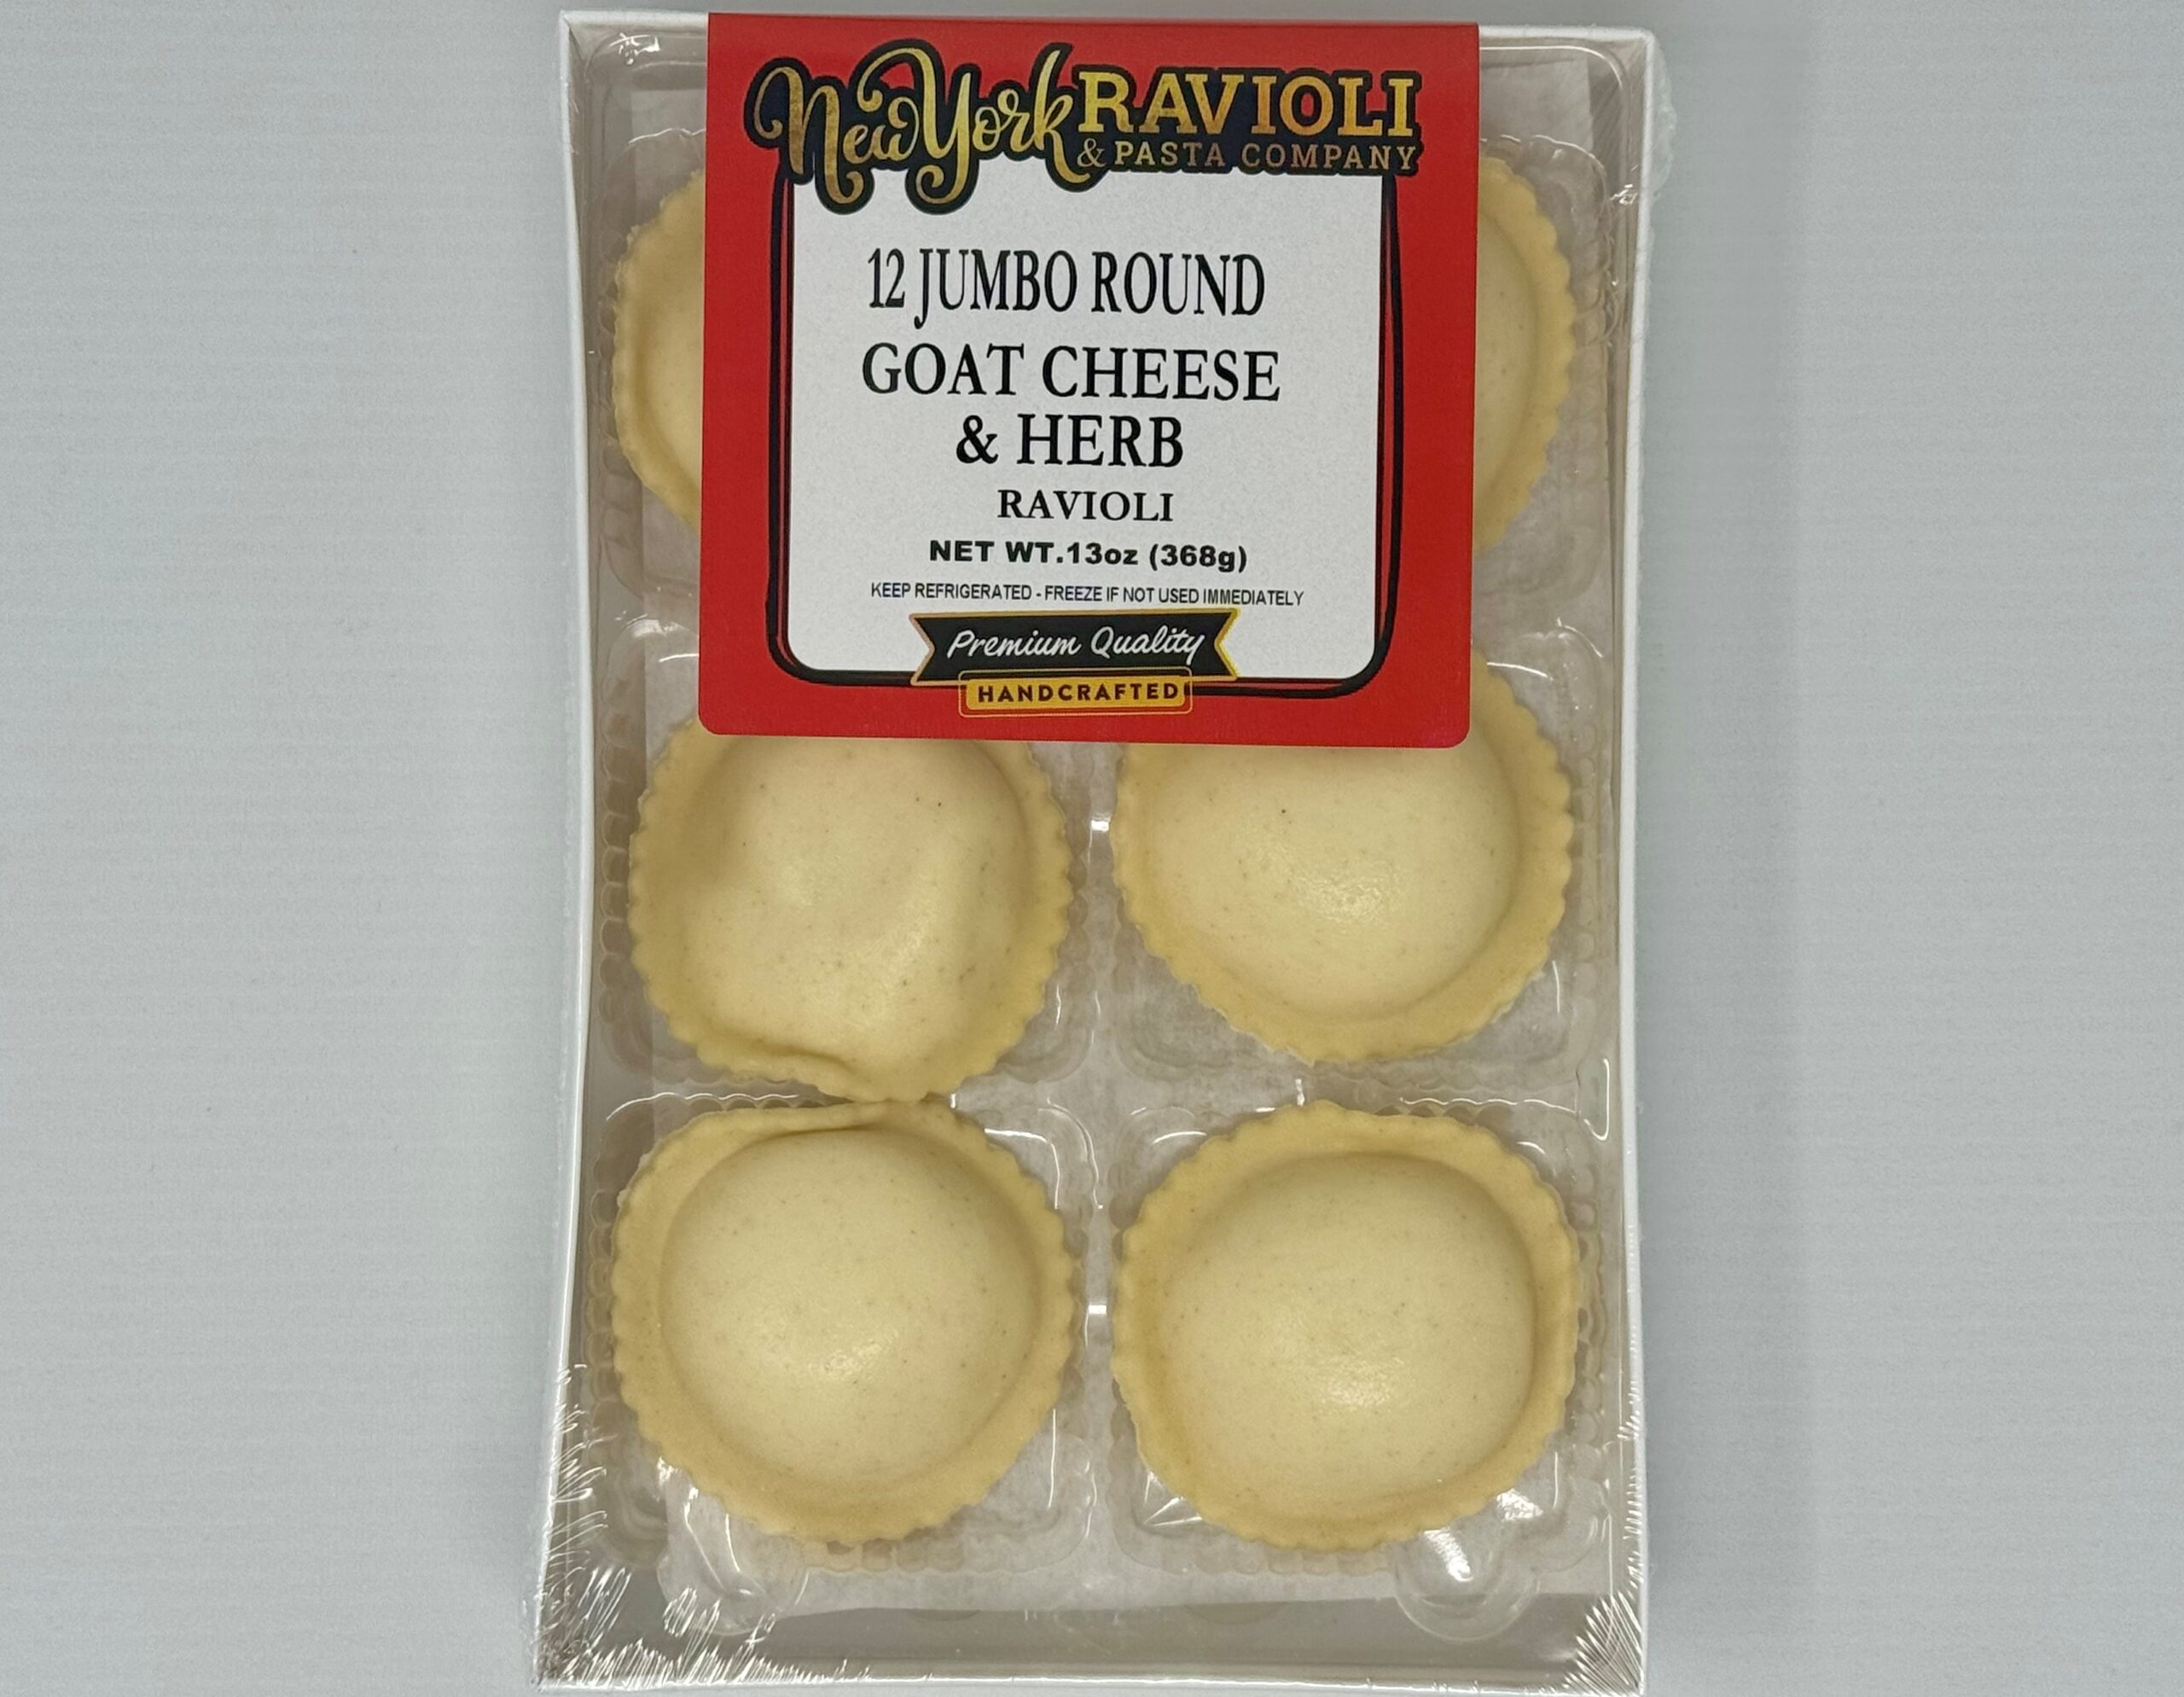 New York RAVIOLI
& PASTA COMPANY
12 JUMBO ROUND
GOAT CHEESE
& HERB
RAVIOLI
NET WT.13oz (368g)
KEEP REFRIGERATED - FREEZE IF NOT USED IMMEDIATELY
Premium Quality
HANDCRAFTED